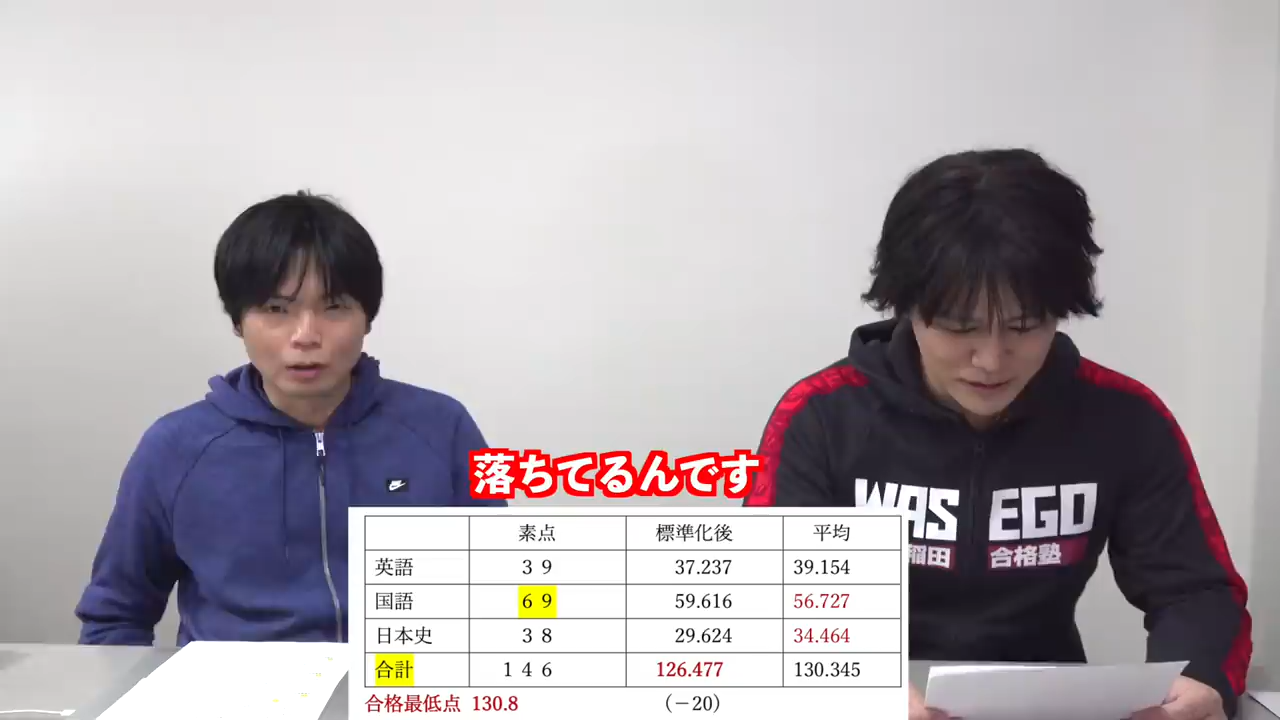 落ちてるんです
WAS EGO
稲田 合格塾
素点 標準化後 平均
英語 39 37.237 39.154
国語 69 59.616 56.727
日本史 38 29.624 34.464
合計 146 126.477 130.345
合格最低点 130.8 （－20）